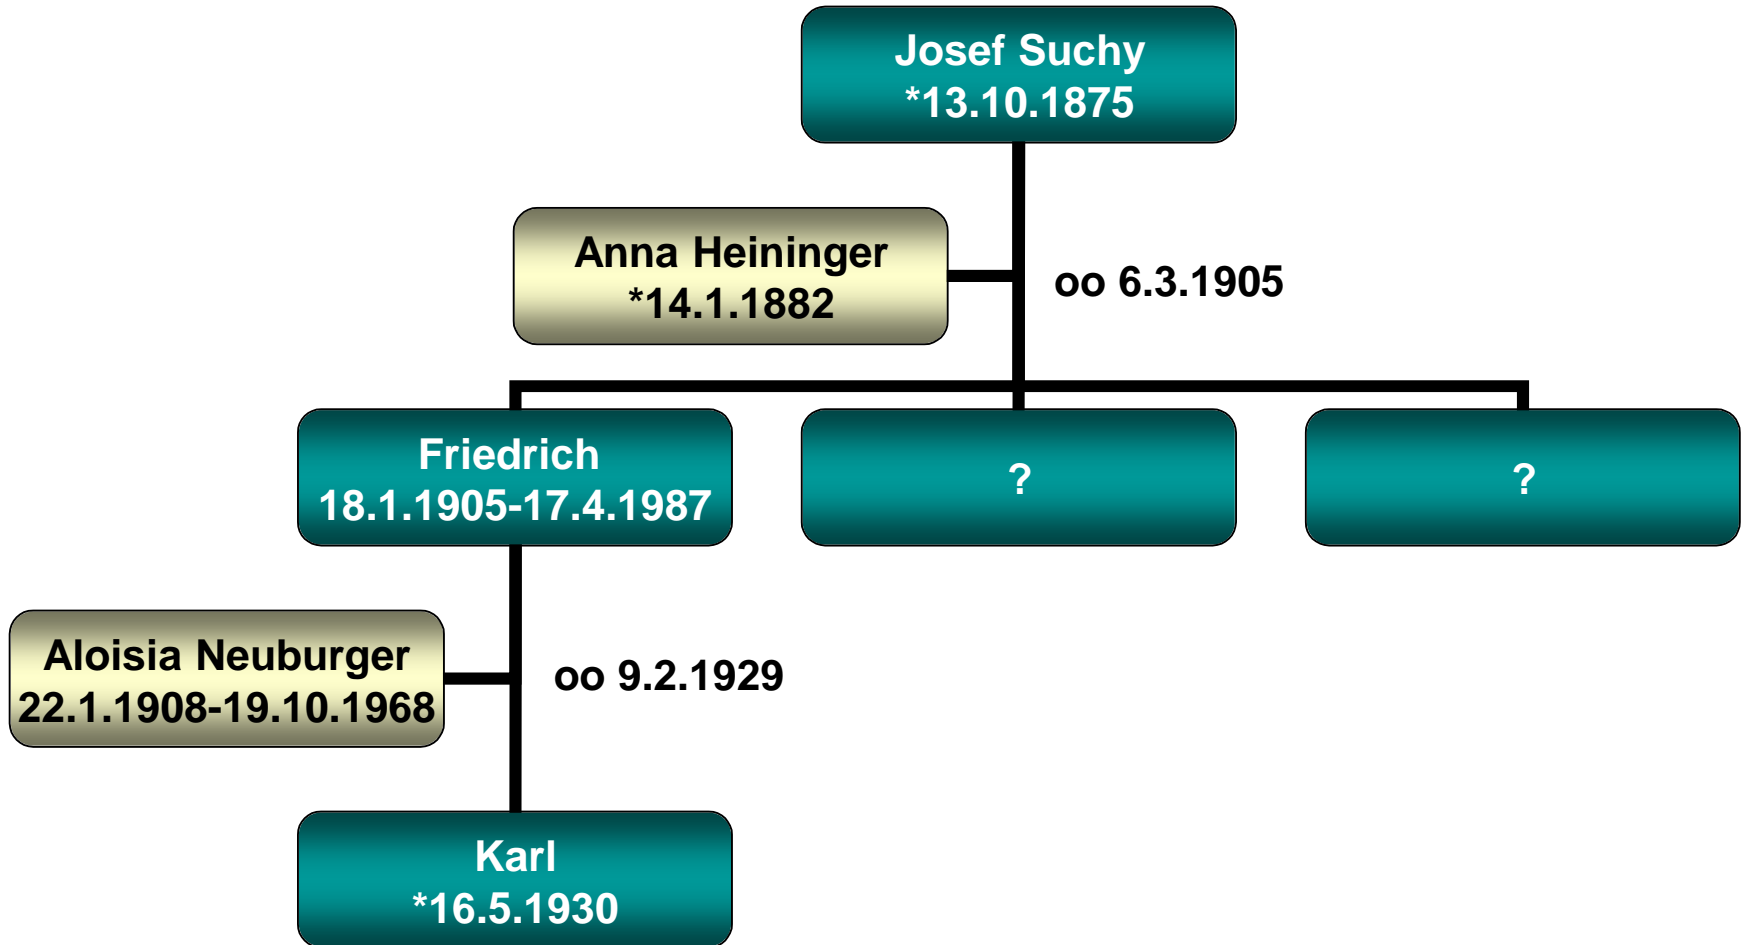 Josef Suchy
*13.10.1875
Anna Heininger
*14.1.1882
oo 6.3.1905
Friedrich
18.1.1905-17.4.1987
?
?
Aloisia Neuburger
22.1.1908-19.10.1968
oo 9.2.1929
Karl
*16.5.1930